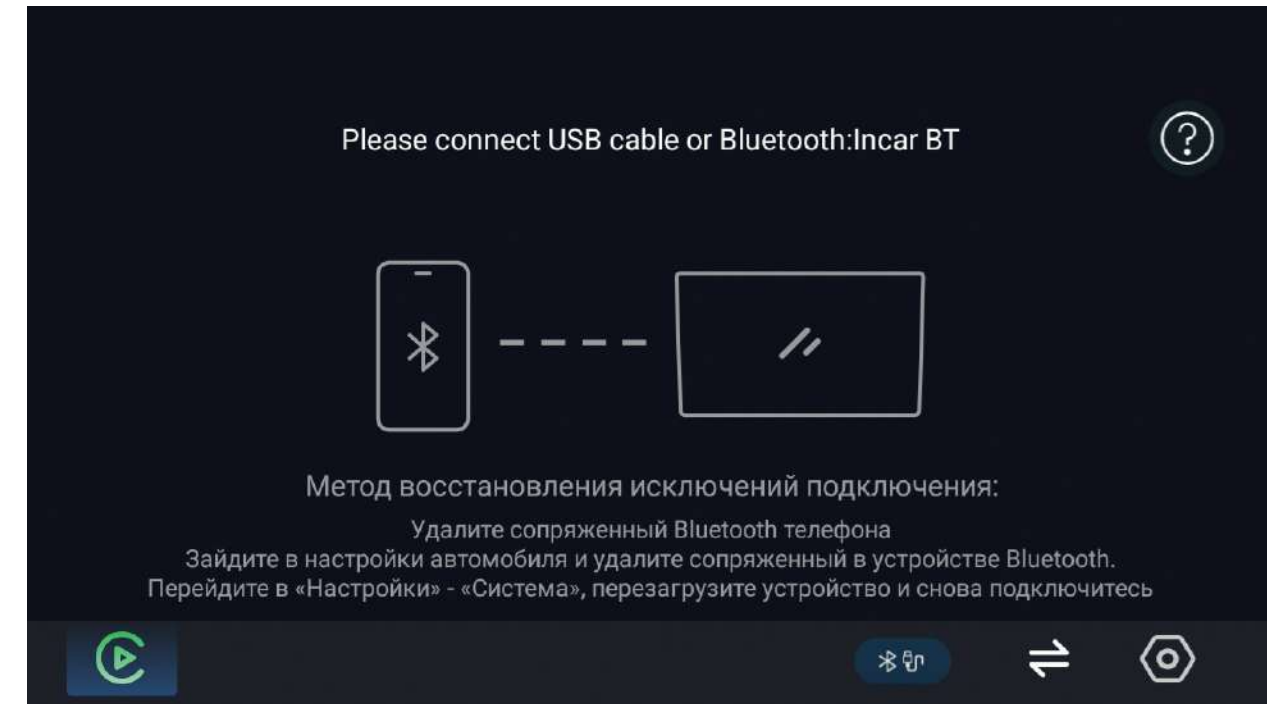 Please connect USB cable or Bluetooth:Incar BT
?
Метод восстановления исключений подключения:
Удалите сопряженный Bluetooth телефона
Зайдите в настройки автомобиля и удалите сопряженный в устройстве Bluetooth.
Перейдите в «Настройки» - «Система», перезагрузите устройство и снова подключитесь